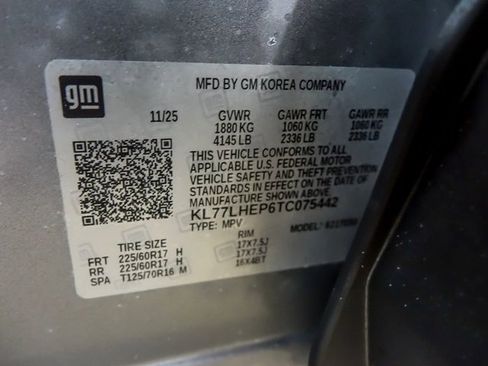 gm
MFD BY GM KOREA COMPANY
11/25 GVWR GAWR FRT GAWR RR
1880 KG 1060 KG 1060 KG
4145 LB 2336 LB 2336 LB
THIS VEHICLE CONFORMS TO ALL
APPLICABLE U.S. FEDERAL MOTOR
VEHICLE SAFETY AND THEFT PREVENTION
STANDARDS IN EFFECT ON THE DATE OF
MANUFACTURE SHOWN ABOVE.
KL77LHEP6TC075442
TYPE: MPV MODEL:
TIRE SIZE RIM
FRT 225/60R17 H 17X7.5J
RR 225/60R17 H 17X7.5J
SPA T125/70R16 M 16X4BT